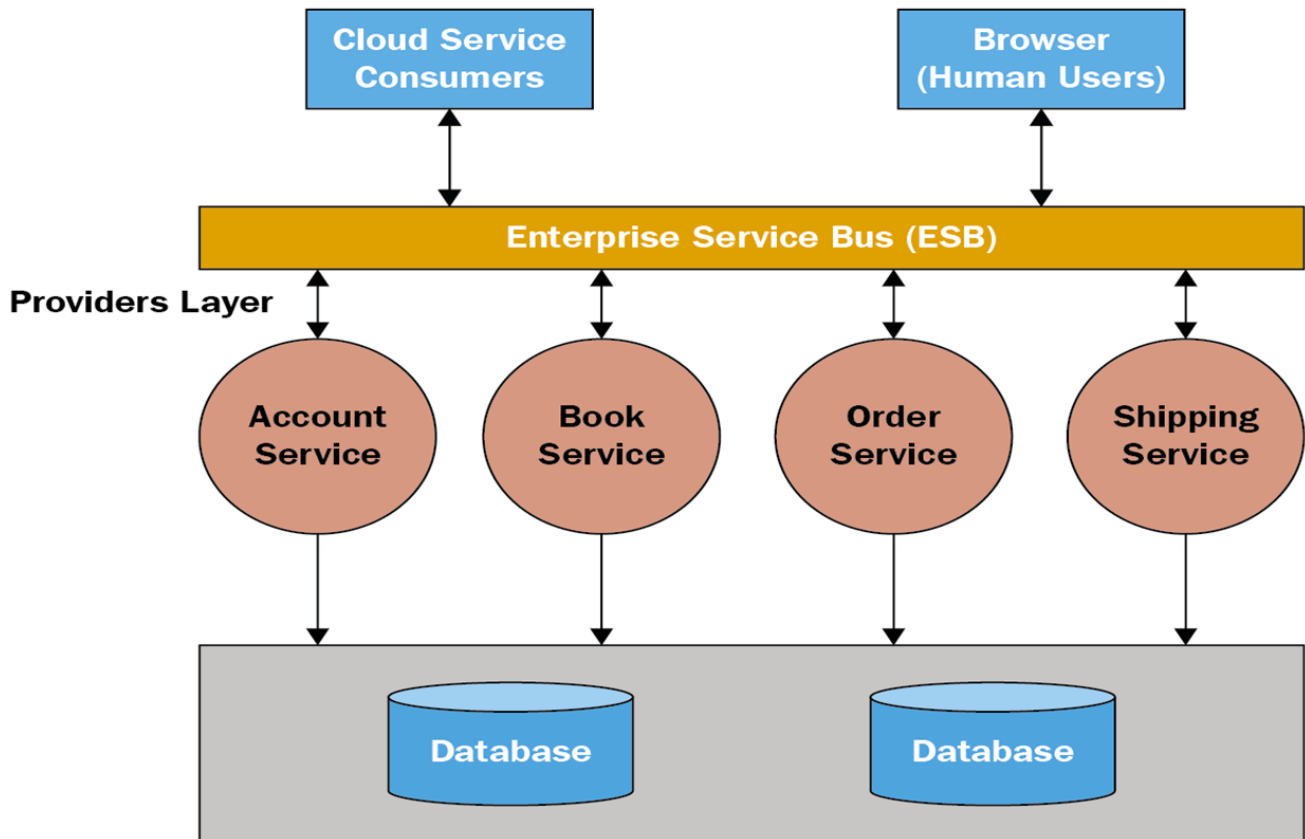 Cloud Service
Consumers
Browser
(Human Users)
Enterprise Service Bus (ESB)
Providers Layer
Account
Service
Book
Service
Order
Service
Shipping
Service
Database
Database